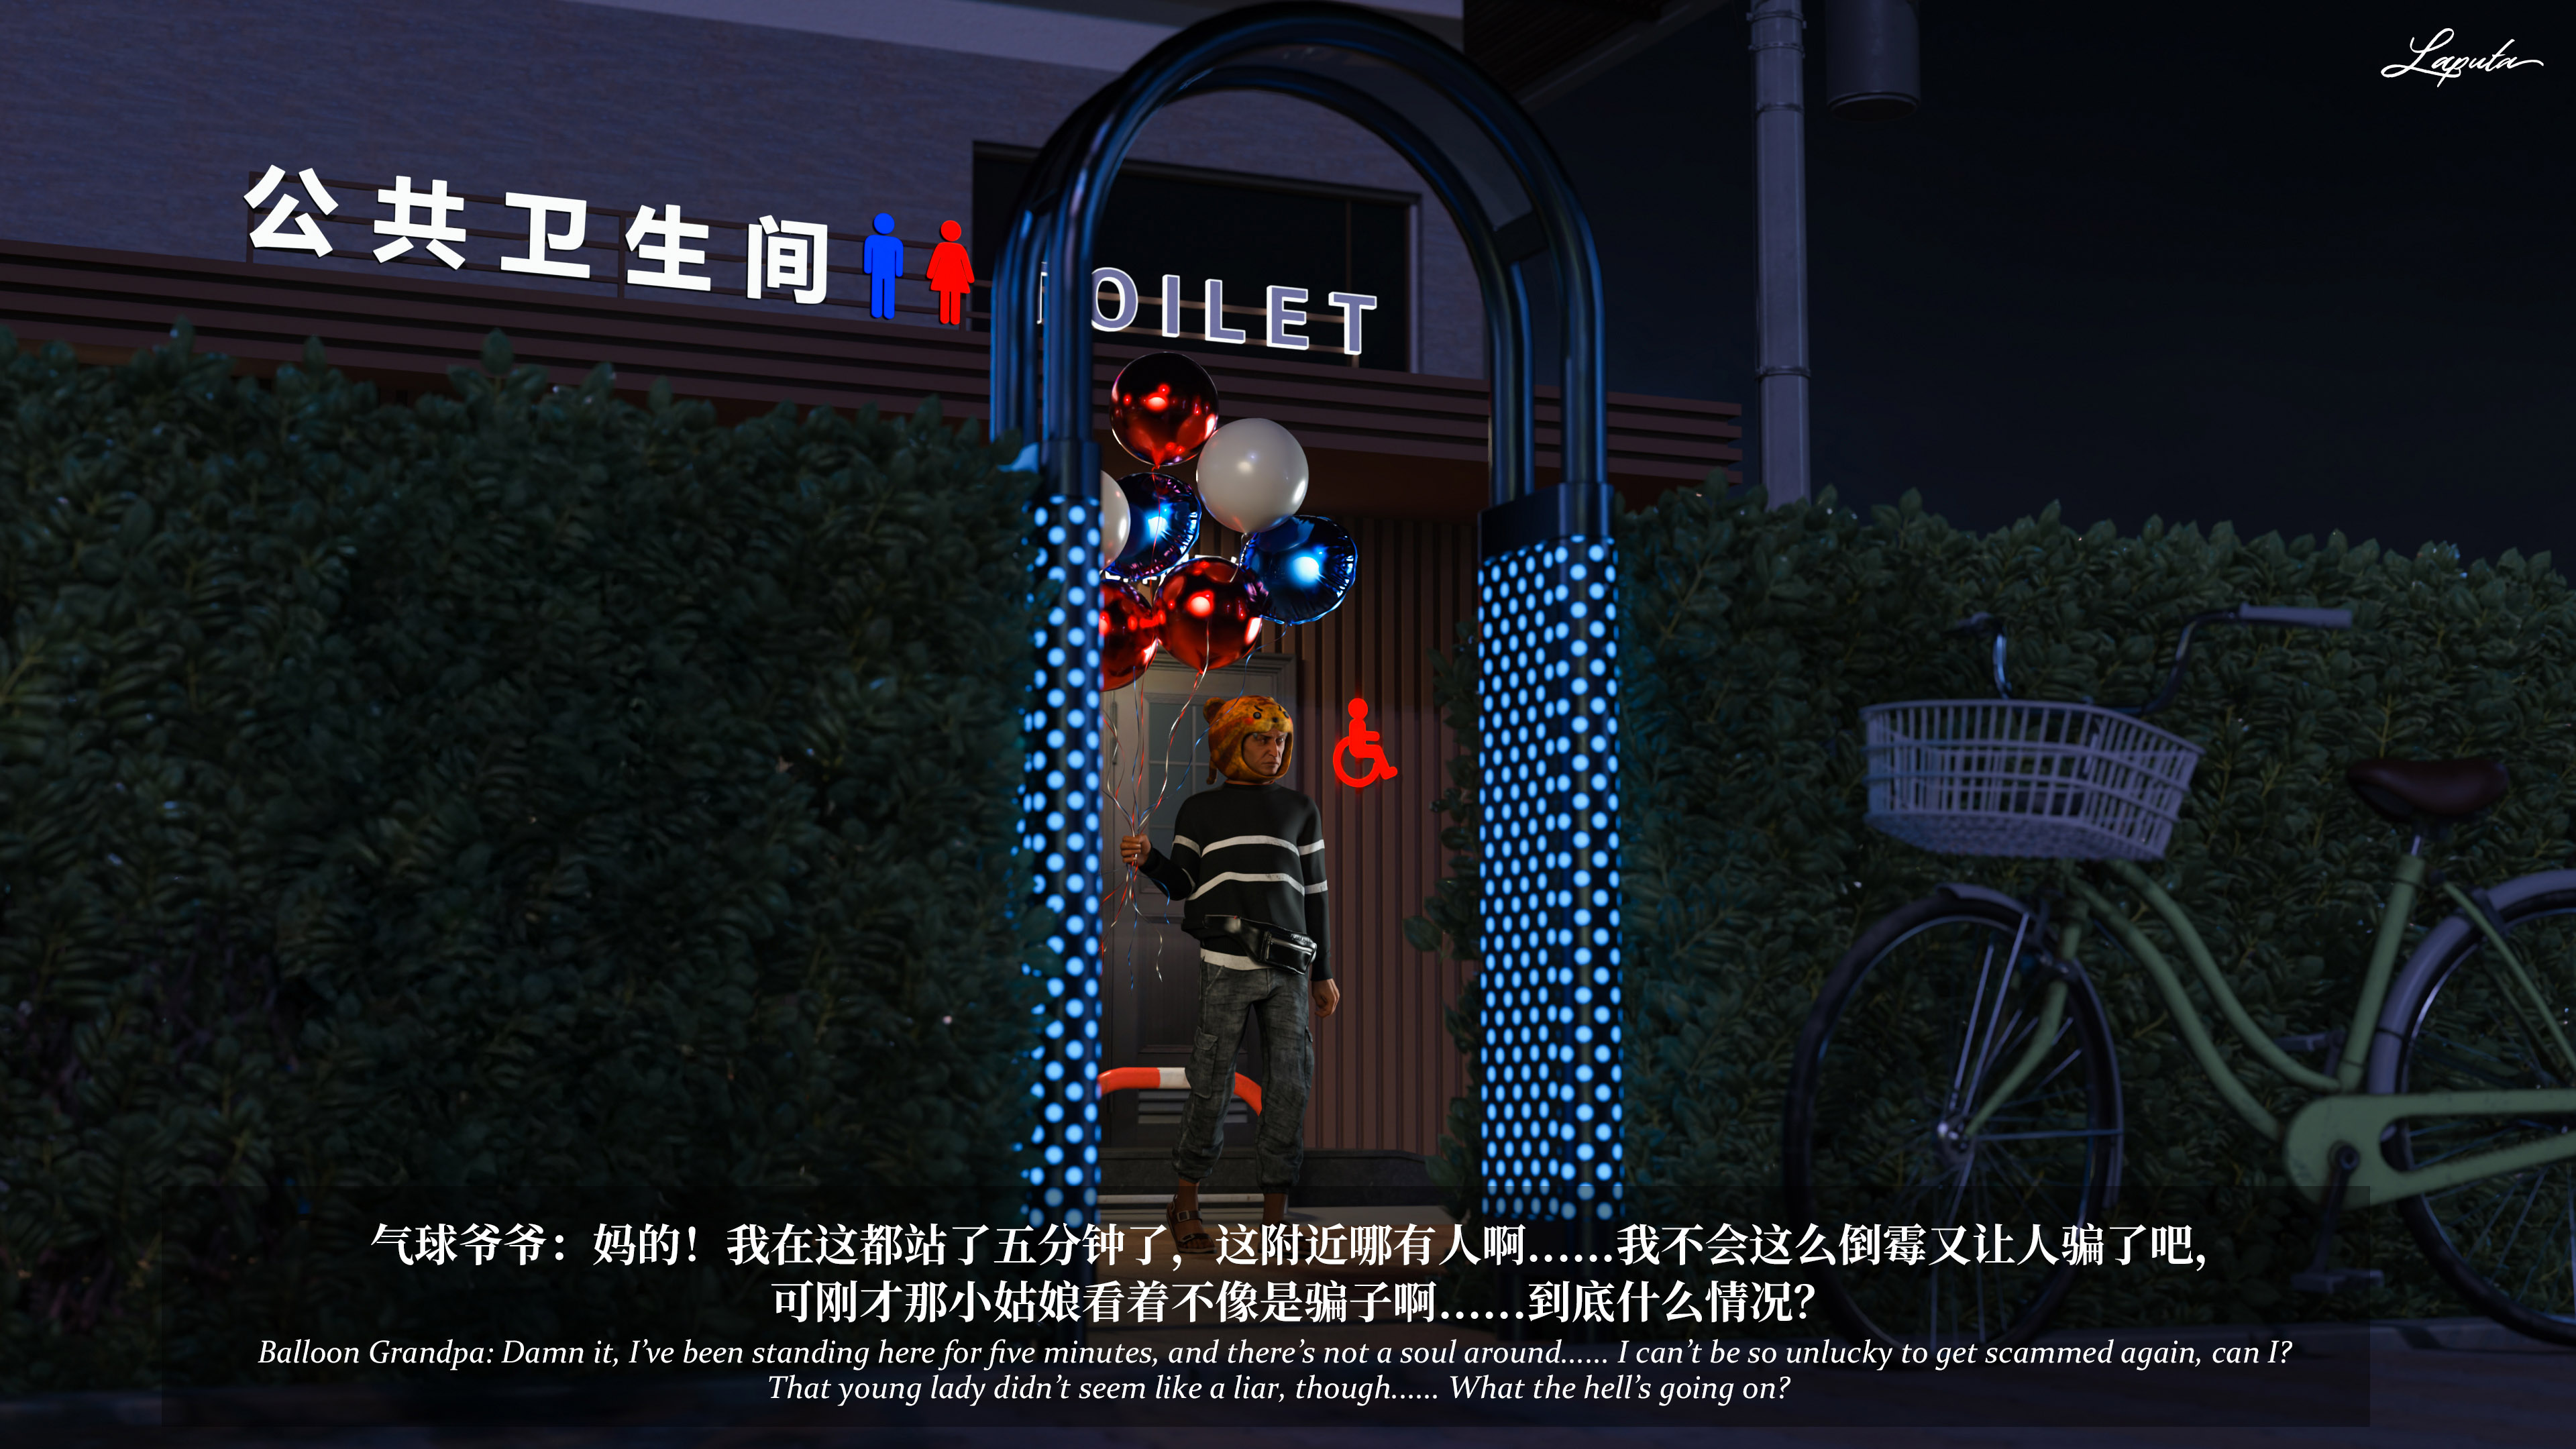 Laputa
公共卫生间
TOILET
气球爷爷：妈的！我在这都站了五分钟了，这附近哪有人啊……我不会这么倒霉又让人骗了吧，
可刚才那小姑娘看着不像是骗子啊……到底什么情况？
Balloon Grandpa: Damn it, I’ve been standing here for five minutes, and there’s not a soul around...... I can’t be so unlucky to get scammed again, can I?
That young lady didn’t seem like a liar, though...... What the hell’s going on?